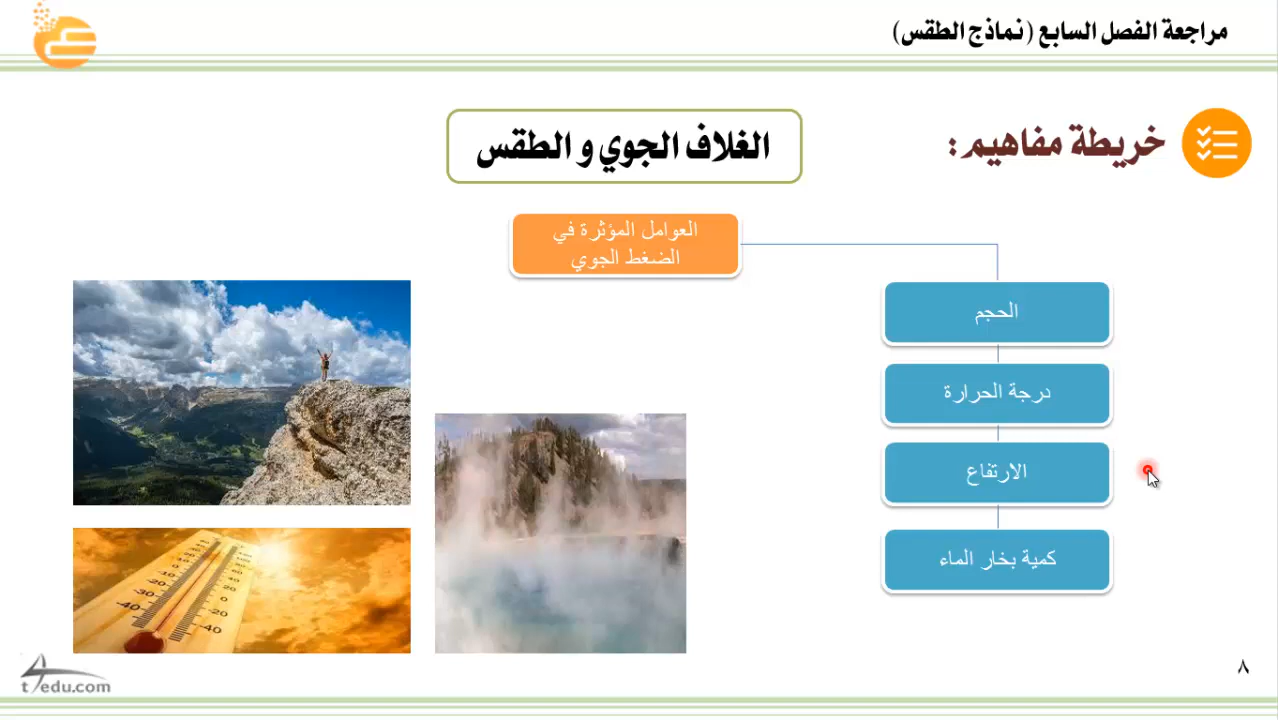 مراجعة الفصل السابع (نماذج الطقس)
خريطة مفاهيم:
الغلاف الجوي و الطقس
العوامل المؤثرة في
الضغط الجوي
الحجم
درجة الحرارة
الارتفاع
كمية بخار الماء
t4edu.com
٨